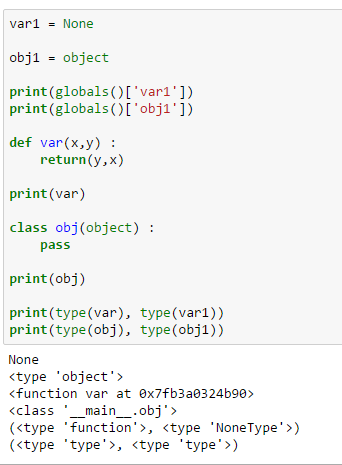 var1 = None
obj1 = object
print(globals()['var1'])
print(globals()['obj1'])
def var(x,y) :
    return(y,x)
print(var)
class obj(object) :
    pass
print(obj)
print(type(var), type(var1))
print(type(obj), type(obj1))
None
<type 'object'>
<function var at 0x7fb3a0324b90>
<class '__main__.obj'>
(<type 'function'>, <type 'NoneType'>)
(<type 'type'>, <type 'type'>)